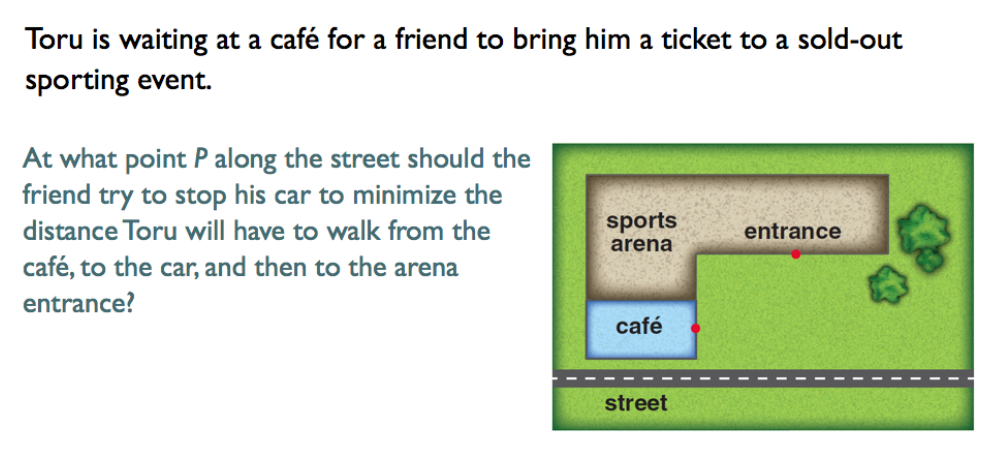 Toru is waiting at a café for a friend to bring him a ticket to a sold-out
sporting event.
At what point P along the street should the
friend try to stop his car to minimize the
distance Toru will have to walk from the
café, to the car, and then to the arena
entrance?
sports
arena
entrance
café
street